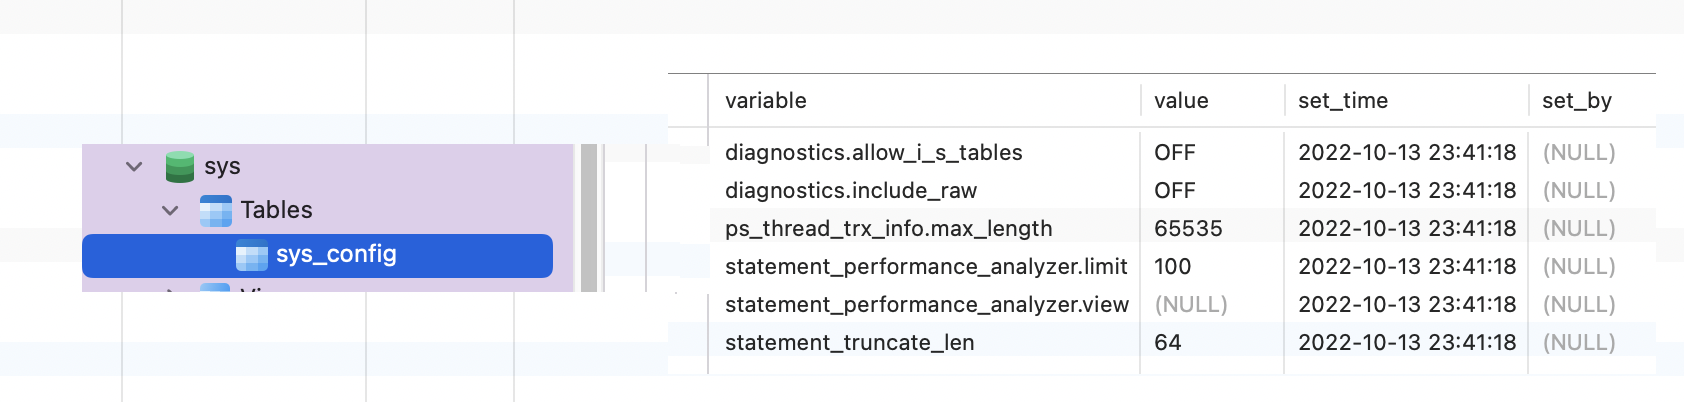 sys
Tables
sys_config
variable value set_time set_by
diagnostics.allow_i_s_tables OFF 2022-10-13 23:41:18 (NULL)
diagnostics.include_raw OFF 2022-10-13 23:41:18 (NULL)
ps_thread_trx_info.max_length 65535 2022-10-13 23:41:18 (NULL)
statement_performance_analyzer.limit 100 2022-10-13 23:41:18 (NULL)
statement_performance_analyzer.view (NULL) 2022-10-13 23:41:18 (NULL)
statement_truncate_len 64 2022-10-13 23:41:18 (NULL)